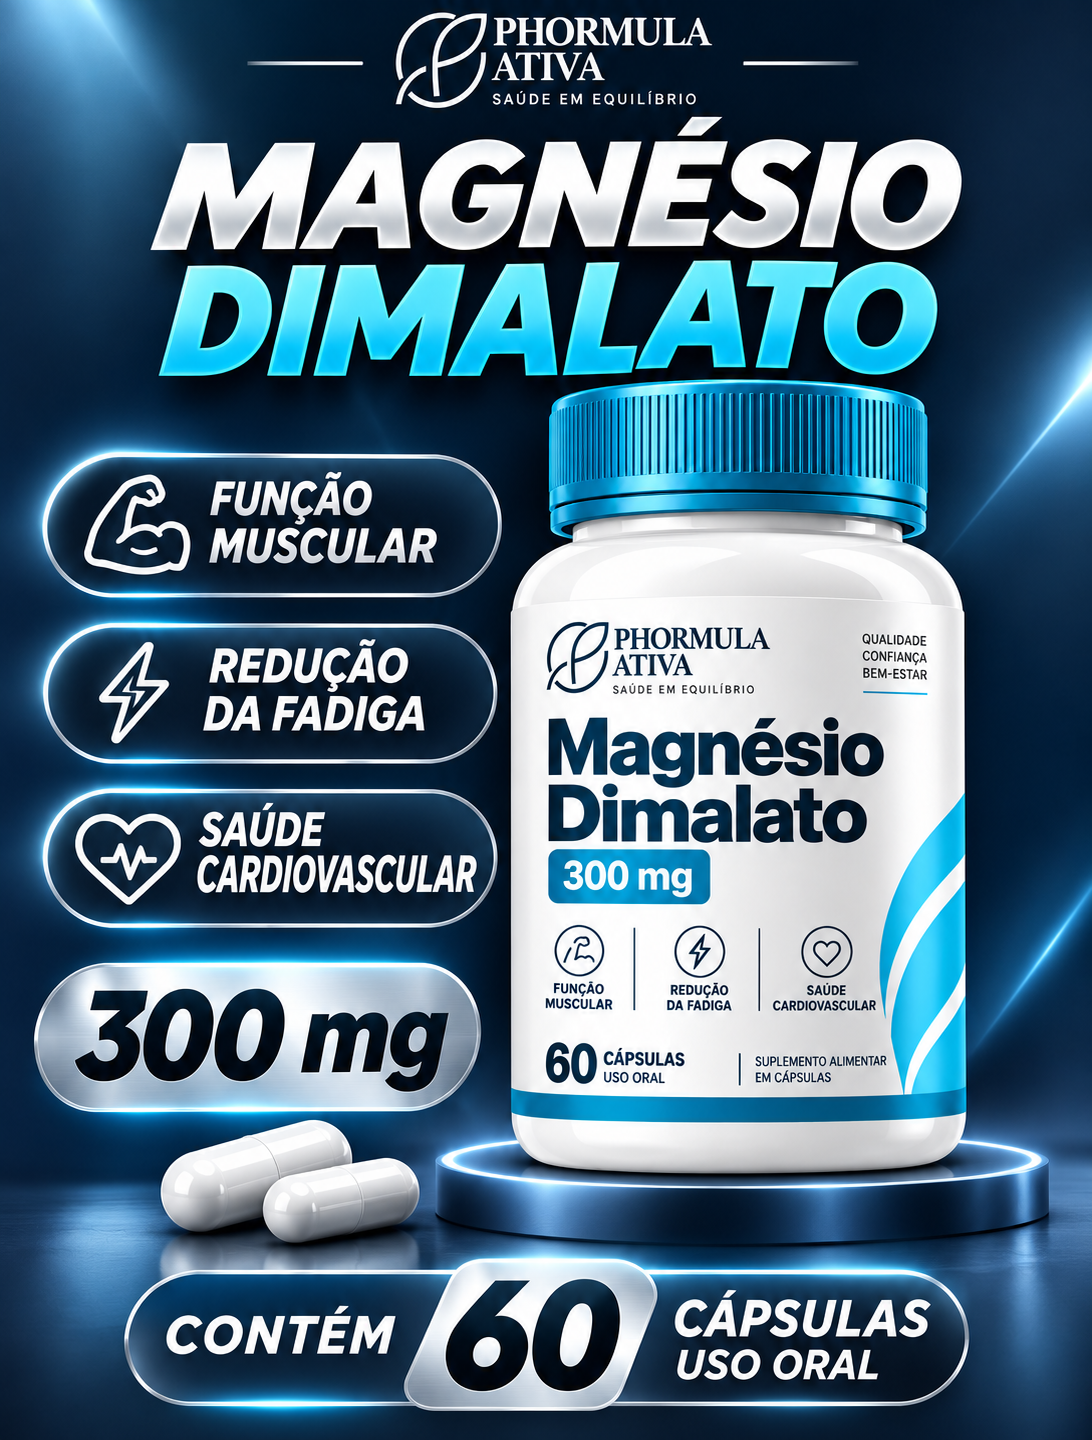 PHORMULA
ATIVA
SAÚDE EM EQUILÍBRIO
MAGNÉSIO
DIMALATO
FUNÇÃO
MUSCULAR
REDUÇÃO
DA FADIGA
SAÚDE
CARDIOVASCULAR
300 mg
PHORMULA
ATIVA
SAÚDE EM EQUILÍBRIO
QUALIDADE
CONFIANÇA
BEM-ESTAR
Magnésio
Dimalato
300 mg
FUNÇÃO
MUSCULAR
REDUÇÃO
DA FADIGA
SAÚDE
CARDIOVASCULAR
60 CÁPSULAS
USO ORAL
SUPLEMENTO ALIMENTAR
EM CÁPSULAS
CONTÉM 60 CÁPSULAS
USO ORAL